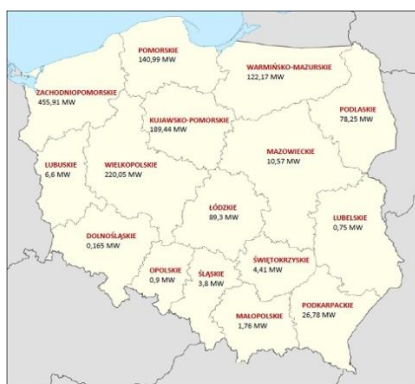 POMORSKIE
140,99 MW
WARMIŃSKO-MAZURSKIE
122,17 MW
ZACHODNIOPOMORSKIE
455,91 MW
KUJAWSKO-POMORSKIE
189,44 MW
PODLASKIE
78,25 MW
MAZOWIECKIE
10,57 MW
LUBUSKIE
6,6 MW
WIELKOPOLSKIE
220,05 MW
ŁÓDZKIE
89,3 MW
LUBELSKIE
0,75 MW
DOLNOŚLĄSKIE
0,165 MW
ŚWIĘTOKRZYSKIE
4,41 MW
OPOLSKIE
0,9 MW
ŚLĄSKIE
3,8 MW
PODKARPACKIE
26,78 MW
MAŁOPOLSKIE
1,76 MW